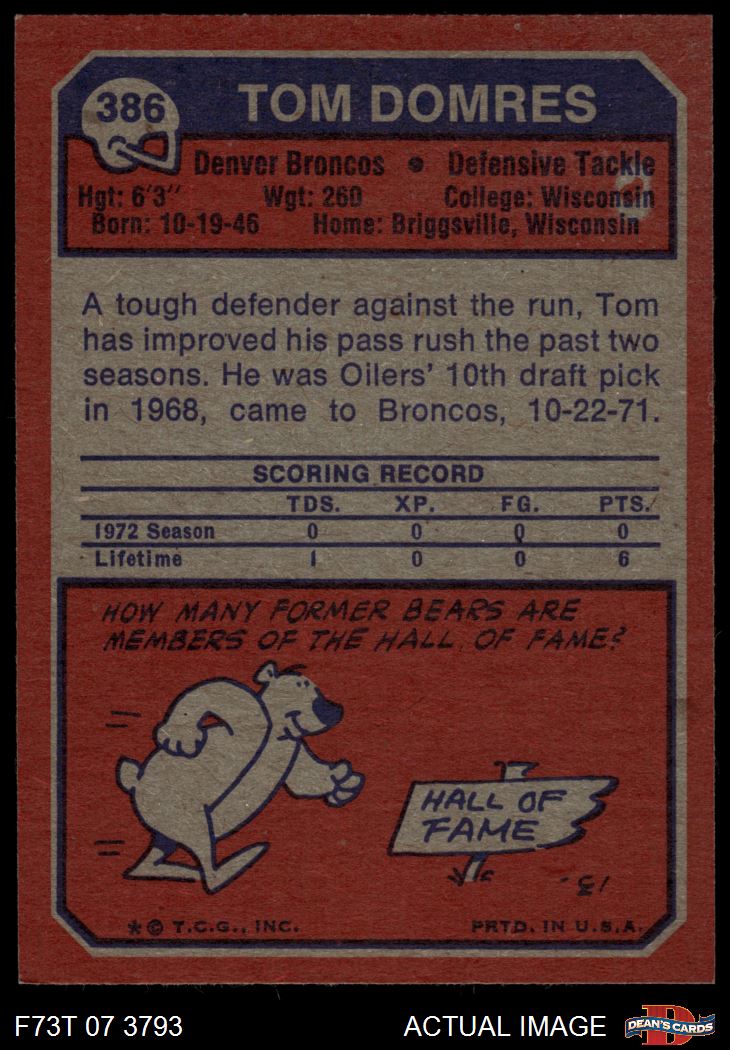 386
TOM DOMRES
Denver Broncos • Defensive Tackle
Hgt: 6'3" Wgt: 260 College: Wisconsin
Born: 10-19-46 Home: Briggsville, Wisconsin
A tough defender against the run, Tom
has improved his pass rush the past two
seasons. He was Oilers' 10th draft pick
in 1968, came to Broncos, 10-22-71.
SCORING RECORD
TDS. XP. FG. PTS.
1972 Season 0 0 0 0
Lifetime 1 0 0 6
HOW MANY FORMER BEARS ARE
MEMBERS OF THE HALL OF FAME?
HALL OF
FAME
* © T.C.G., INC. PRTD. IN U.S.A.
F73T 07 3793 ACTUAL IMAGE
DEAN'S CARDS